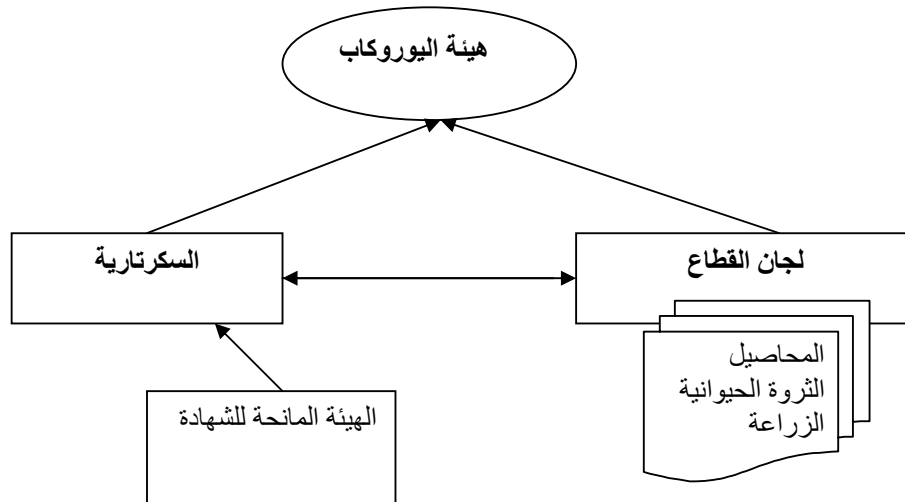 هيئة اليوروكاب
السكرتارية
لجان القطاع
المحاصيل
الثروة الحيوانية
الزراعة
الهيئة المانحة للشهادة